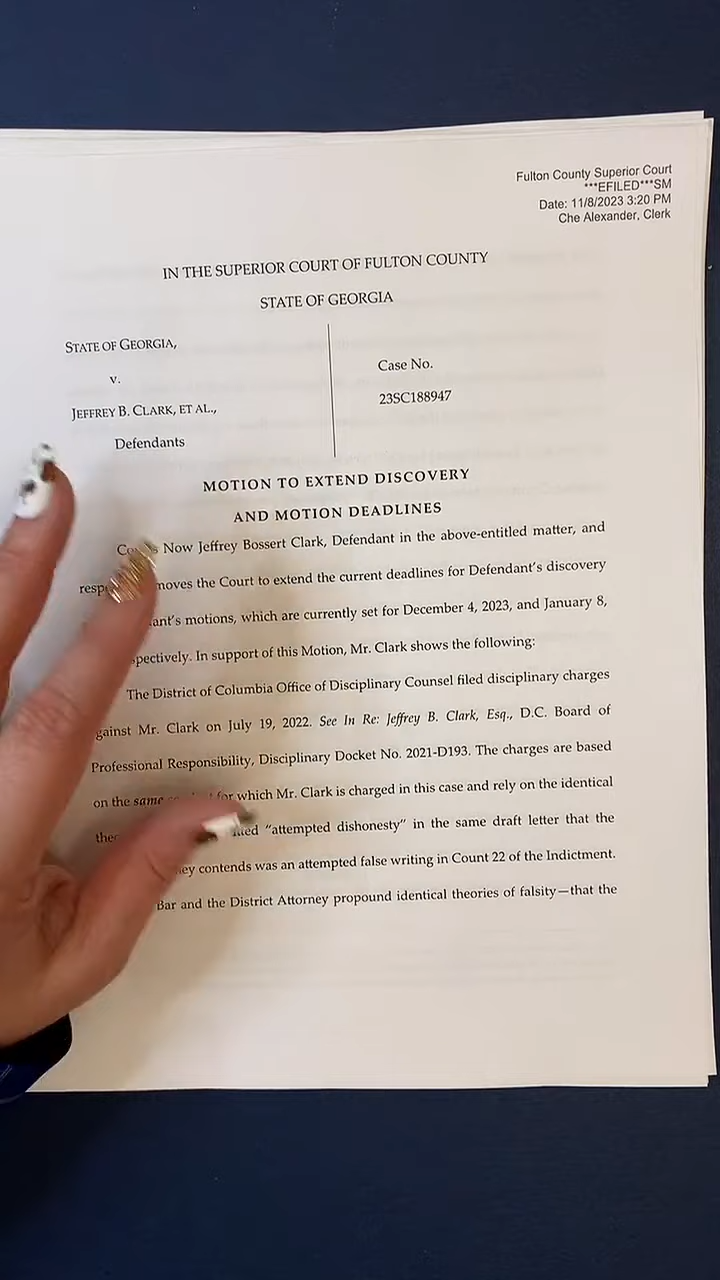 Fulton County Superior Court
***EFILED***SM
Date: 11/8/2023 3:20 PM
Che Alexander, Clerk
IN THE SUPERIOR COURT OF FULTON COUNTY
STATE OF GEORGIA
STATE OF GEORGIA,
v.
JEFFREY B. CLARK, ET AL.,
Defendants
Case No.
23SC188947
MOTION TO EXTEND DISCOVERY
AND MOTION DEADLINES
Now Jeffrey Bossert Clark, Defendant in the above-entitled matter, and
moves the Court to extend the current deadlines for Defendant's discovery
motions, which are currently set for December 4, 2023, and January 8,
In support of this Motion, Mr. Clark shows the following:
The District of Columbia Office of Disciplinary Counsel filed disciplinary charges
against Mr. Clark on July 19, 2022. See In Re: Jeffrey B. Clark, Esq., D.C. Board of
Professional Responsibility, Disciplinary Docket No. 2021-D193. The charges are based
on the same for which Mr. Clark is charged in this case and rely on the identical
"attempted dishonesty" in the same draft letter that the
contends was an attempted false writing in Count 22 of the Indictment.
Bar and the District Attorney propound identical theories of falsity—that the